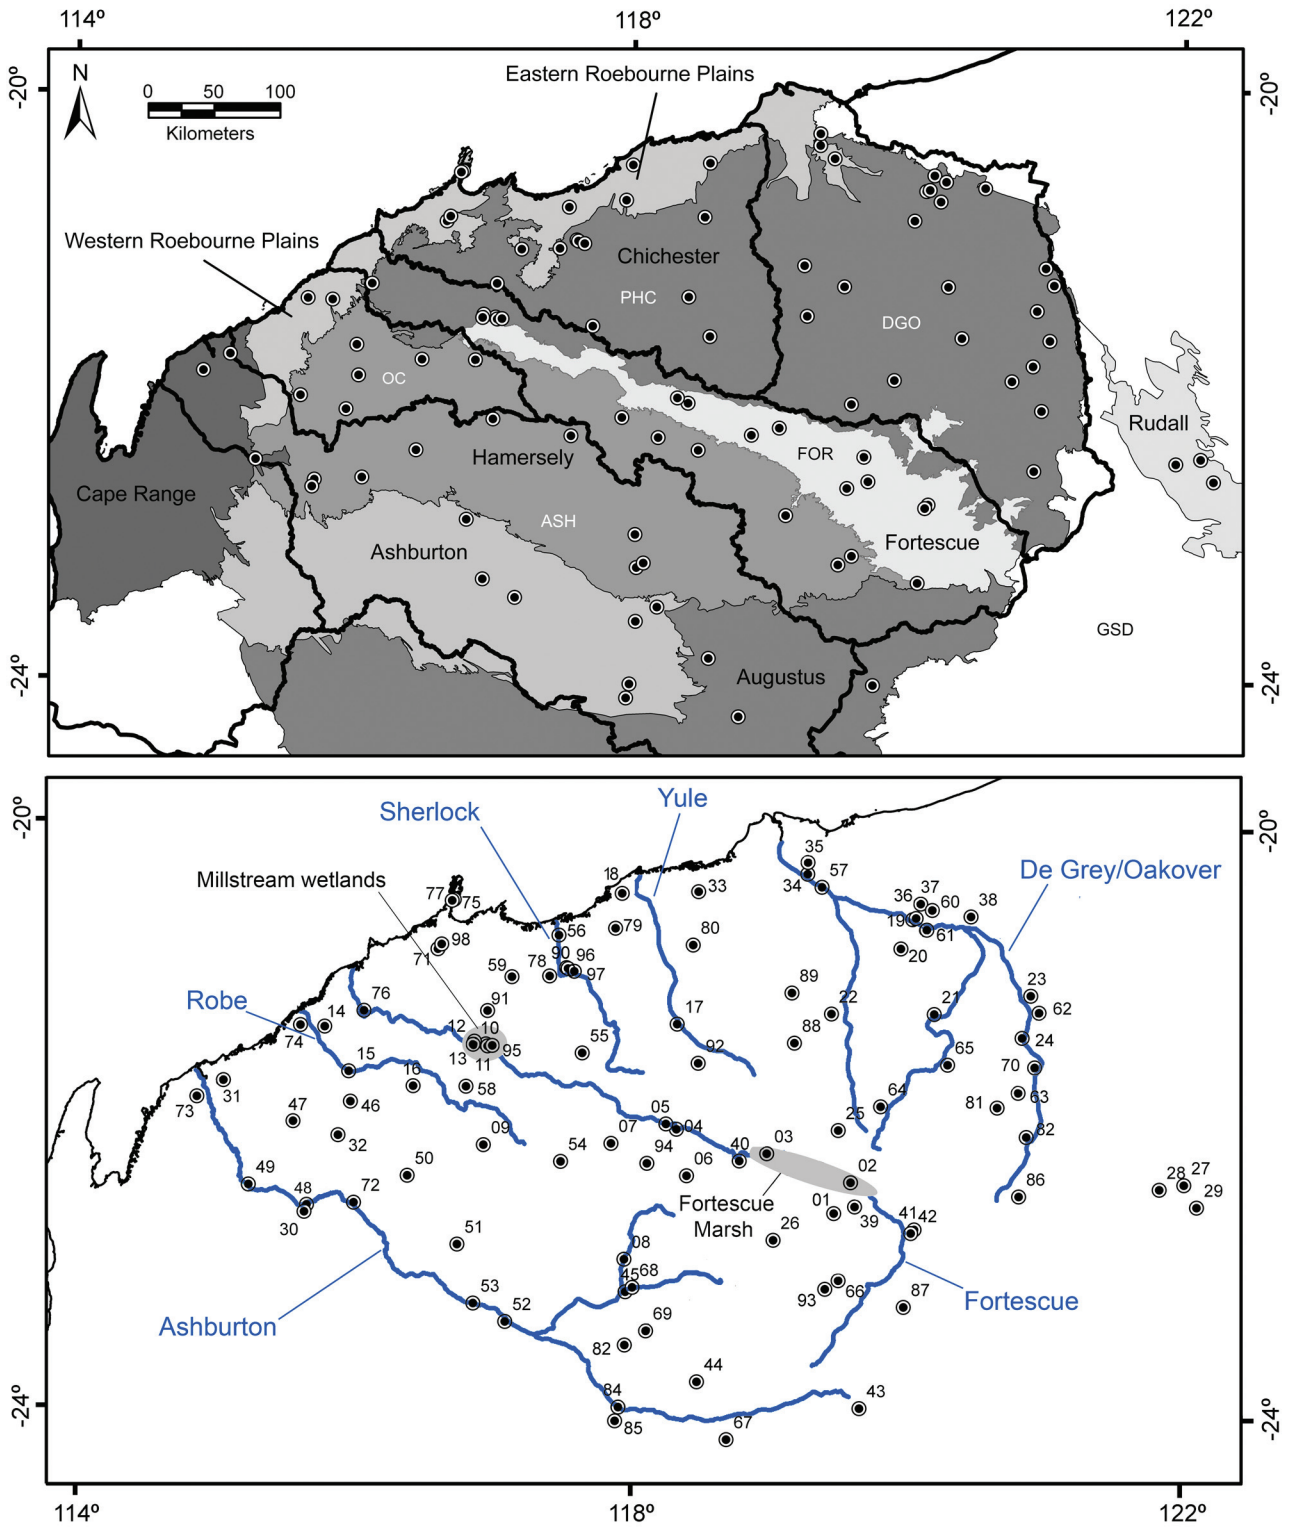 114º 118º 122º
-20º -20º
N
0 50 100
Kilometers
Eastern Roebourne Plains
Western Roebourne Plains
Chichester
PHC
DGO
OC
Rudall
Hamersely
FOR
Cape Range
ASH
Ashburton
Fortescue
GSD
Augustus
-24º -24º
-20º -20º
Yule
Sherlock
De Grey/Oakover
Millstream wetlands
35
57
34
18 33
77 75
36 37 60 38
19 61
79 80 20
98
71
56
90 96
78 97
59
89
23
62
Robe
76 91
14
74
12 10
13 11 95
17
22 21
24
88
55
92
15
16 58
65
70
31
73
46
47
32
64
81 63
05 04
25
82
09
07
54 94 06
40 03
02
50
49
48 72
30
86
28 27
29
Fortescue
Marsh
01 39
41 42
26
51
08
45 68
66
93
87
Fortescue
53
52
Ashburton
69
82
44
84
85
43
67
-24º -24º
114º 118º 122º